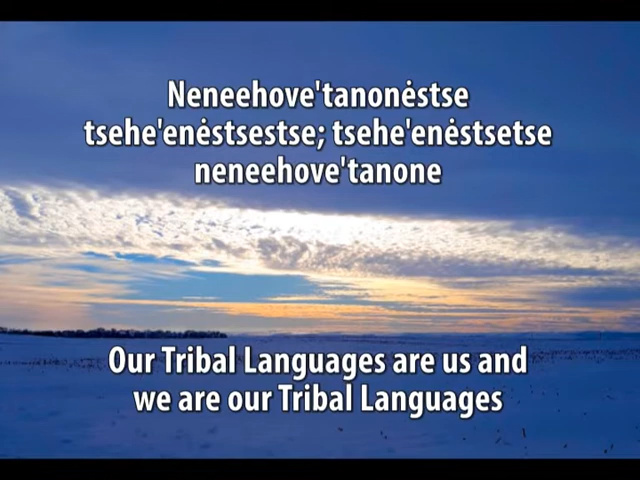 Neneehove'tanonėstse
tsehe'enėstsestse; tsehe'enėstsetse
neneehove'tanone
Our Tribal Languages are us and
we are our Tribal Languages